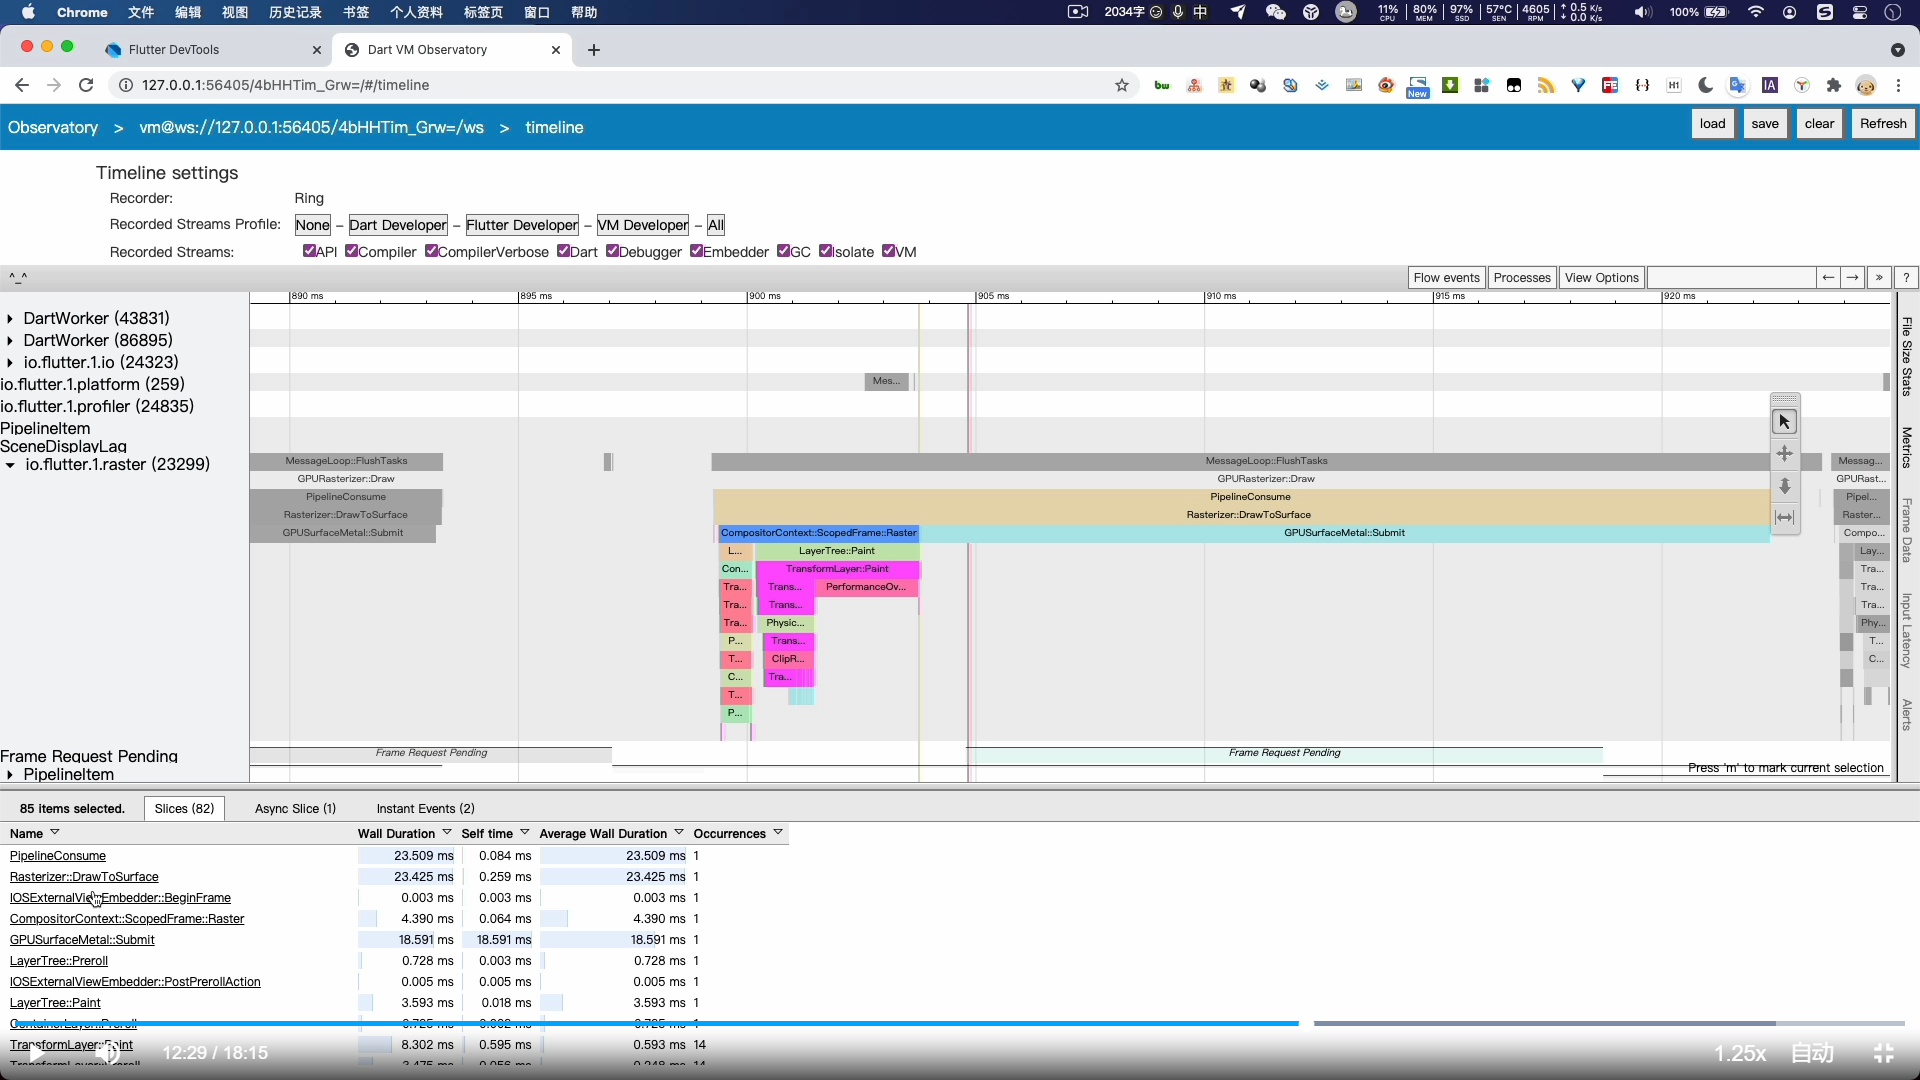 Chrome 文件 编辑 视图 历史记录 书签 个人资料 标签页 窗口 帮助 2034字 中 11% CPU 80% MEM 97% SSD 57°C SEN 4605 RPM 0.5 K/s 0.0 K/s 100%
Flutter DevTools Dart VM Observatory
127.0.0.1:56405/4bHHTim_Grw=/#/timeline
Observatory > vm@ws://127.0.0.1:56405/4bHHTim_Grw=/ws > timeline load save clear Refresh
Timeline settings
Recorder: Ring
Recorded Streams Profile: None – Dart Developer – Flutter Developer – VM Developer – All
Recorded Streams: API Compiler CompilerVerbose Dart Debugger Embedder GC Isolate VM
^_^ Flow events Processes View Options ← → » ?
890 ms 895 ms 900 ms 905 ms 910 ms 915 ms 920 ms
DartWorker (43831)
DartWorker (86895)
io.flutter.1.io (24323)
io.flutter.1.platform (259) Mes...
io.flutter.1.profiler (24835)
PipelineItem
SceneDisplayLag
io.flutter.1.raster (23299) MessageLoop::FlushTasks MessageLoop::FlushTasks Messag...
GPURasterizer::Draw GPURasterizer::Draw GPURast...
PipelineConsume PipelineConsume Pipel...
Rasterizer::DrawToSurface Rasterizer::DrawToSurface Raster...
GPUSurfaceMetal::Submit CompositorContext::ScopedFrame::Raster GPUSurfaceMetal::Submit Compo...
L... LayerTree::Paint Lay...
Con... TransformLayer::Paint Tra...
Tra... Trans... PerformanceOv... Tra...
Tra... Trans... Tra...
Tra... Physic... Phy...
P... Trans... T...
T... ClipR... C...
C... Tra...
T...
P...
File Size Stats
Metrics
Frame Data
Input Latency
Alerts
Frame Request Pending Frame Request Pending Frame Request Pending
PipelineItem Press 'm' to mark current selection
85 items selected. Slices (82) Async Slice (1) Instant Events (2)
Name Wall Duration Self time Average Wall Duration Occurrences
PipelineConsume 23.509 ms 0.084 ms 23.509 ms 1
Rasterizer::DrawToSurface 23.425 ms 0.259 ms 23.425 ms 1
IOSExternalViewEmbedder::BeginFrame 0.003 ms 0.003 ms 0.003 ms 1
CompositorContext::ScopedFrame::Raster 4.390 ms 0.064 ms 4.390 ms 1
GPUSurfaceMetal::Submit 18.591 ms 18.591 ms 18.591 ms 1
LayerTree::Preroll 0.728 ms 0.003 ms 0.728 ms 1
IOSExternalViewEmbedder::PostPrerollAction 0.005 ms 0.005 ms 0.005 ms 1
LayerTree::Paint 3.593 ms 0.018 ms 3.593 ms 1
ContainerLayer::Preroll 0.725 ms 0.002 ms 0.725 ms 1
TransformLayer::Paint 8.302 ms 0.595 ms 0.593 ms 14
12:29 / 18:15 1.25x 自动